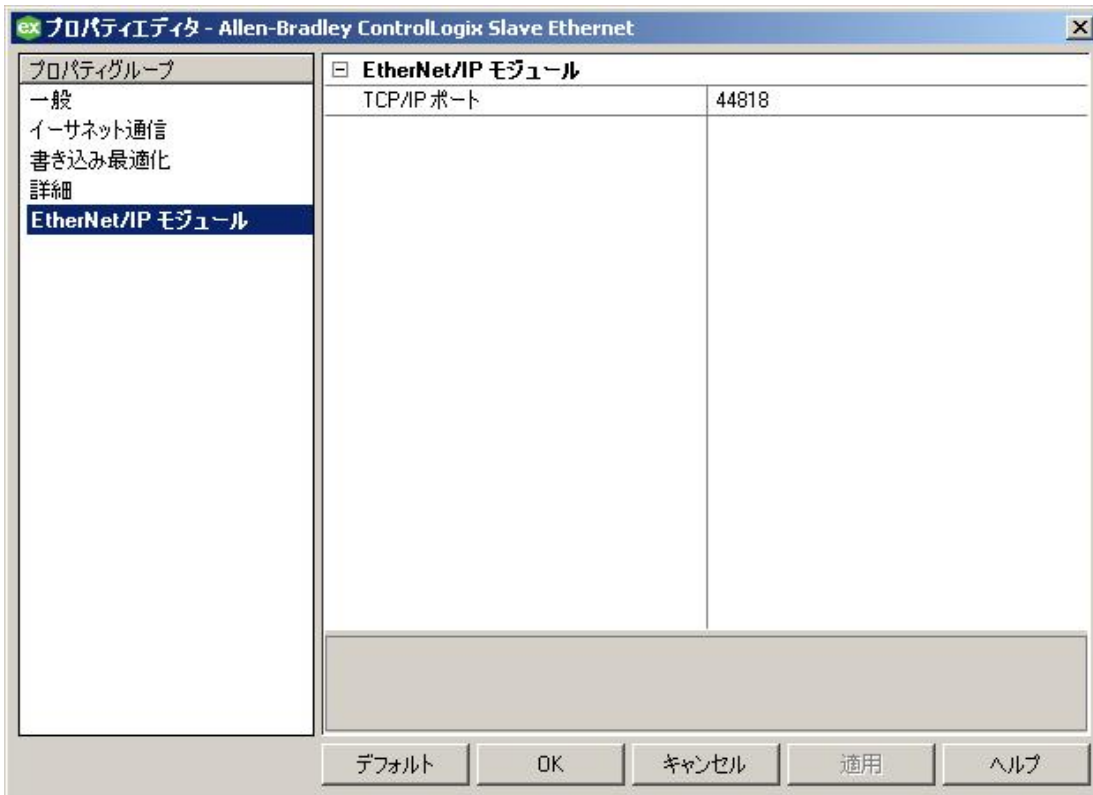 ex プロパティエディタ - Allen-Bradley ControlLogix Slave Ethernet
プロパティグループ
一般
イーサネット通信
書き込み最適化
詳細
EtherNet/IP モジュール
EtherNet/IP モジュール
TCP/IP ポート 44818
デフォルト OK キャンセル 適用 ヘルプ